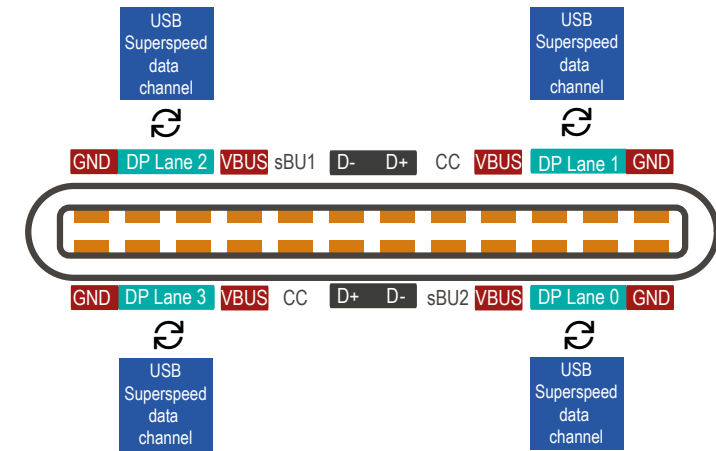 USB
Superspeed
data
channel
USB
Superspeed
data
channel
GND DP Lane 2 VBUS sBU1 D- D+ CC VBUS DP Lane 1 GND
GND DP Lane 3 VBUS CC D+ D- sBU2 VBUS DP Lane 0 GND
USB
Superspeed
data
channel
USB
Superspeed
data
channel